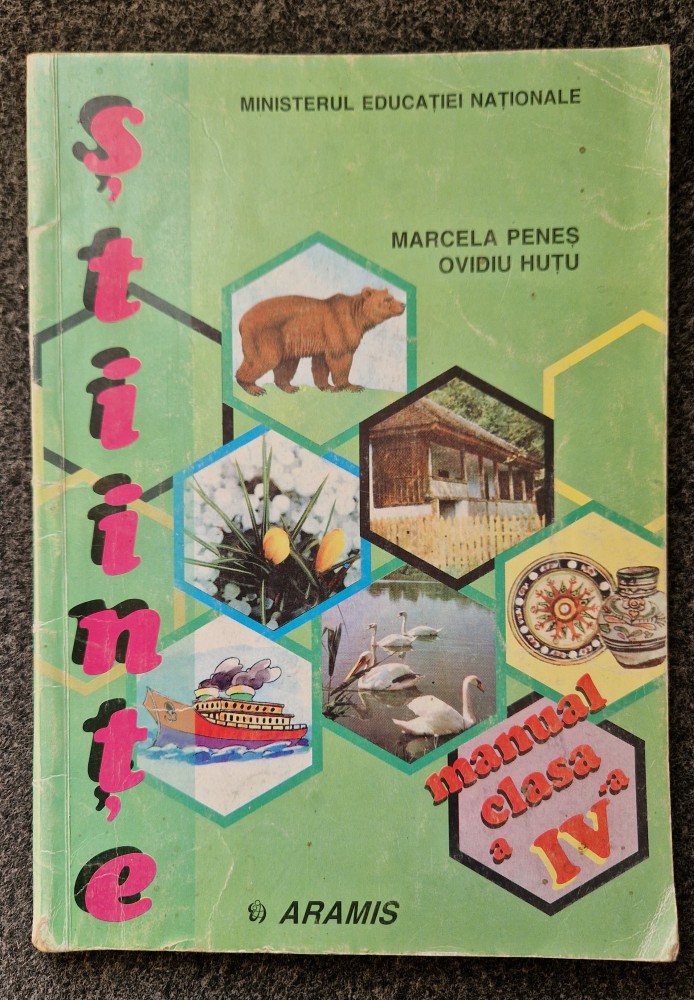 MINISTERUL EDUCAȚIEI NAȚIONALE
Științe
MARCELA PENEȘ
OVIDIU HUȚU
manual
clasa
a IV-a
ARAMIS